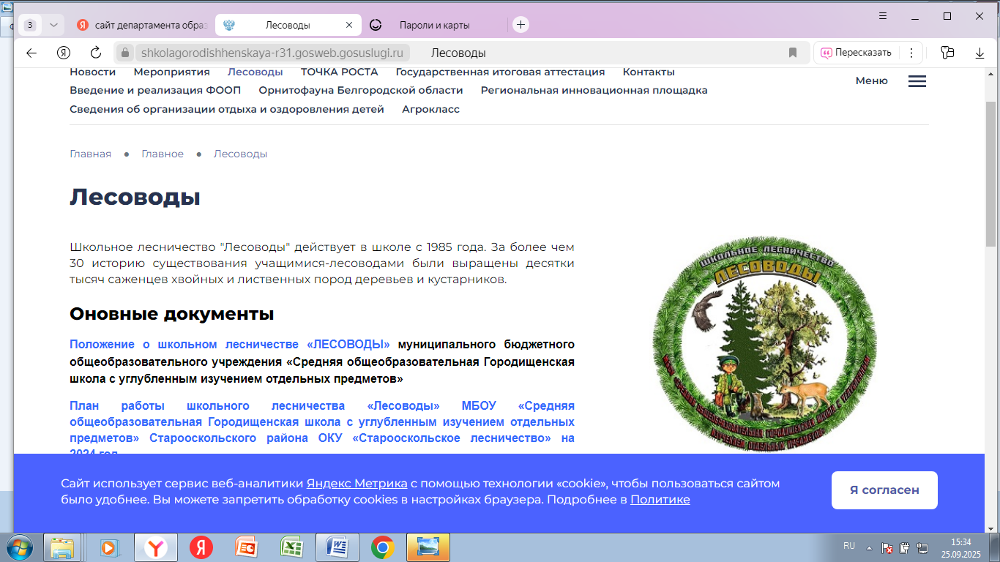 3
сайт департамента образ
Лесоводы
Пароли и карты
shkolagorodishhenskaya-r31.gosweb.gosuslugi.ru
Лесоводы
Пересказать
Новости Мероприятия Лесоводы ТОЧКА РОСТА Государственная итоговая аттестация Контакты
Введение и реализация ФООП Орнитофауна Белгородской области Региональная инновационная площадка
Сведения об организации отдыха и оздоровления детей Агрокласс
Меню
Главная • Главное • Лесоводы
Лесоводы
Школьное лесничество "Лесоводы" действует в школе с 1985 года. За более чем
30 историю существования учащимися-лесоводами были выращены десятки
тысяч саженцев хвойных и лиственных пород деревьев и кустарников.
Оновные документы
Положение о школьном лесничестве «ЛЕСОВОДЫ» муниципального бюджетного
общеобразовательного учреждения «Средняя общеобразовательная Городищенская
школа с углубленным изучением отдельных предметов»
План работы школьного лесничества «Лесоводы» МБОУ «Средняя
общеобразовательная Городищенская школа с углубленным изучением отдельных
предметов» Старооскольского района ОКУ «Старооскольское лесничество» на
2024 год
ШКОЛЬНОЕ ЛЕСНИЧЕСТВО
ЛЕСОВОДЫ
Сайт использует сервис веб-аналитики Яндекс Метрика с помощью технологии «cookie», чтобы пользоваться сайтом
было удобнее. Вы можете запретить обработку cookies в настройках браузера. Подробнее в Политике
Я согласен
RU
15:34
25.09.2025